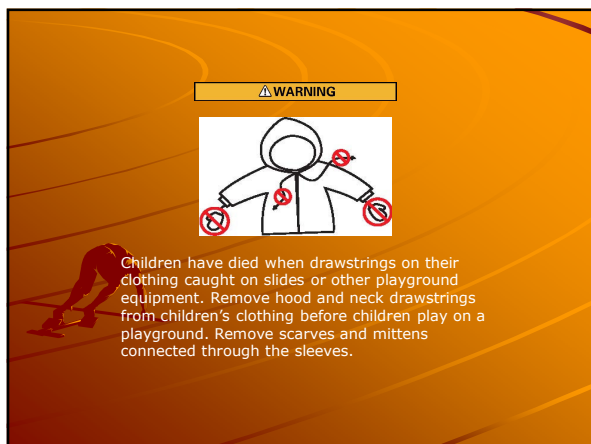 ⚠WARNING
Children have died when drawstrings on their
clothing caught on slides or other playground
equipment. Remove hood and neck drawstrings
from children’s clothing before children play on a
playground. Remove scarves and mittens
connected through the sleeves.